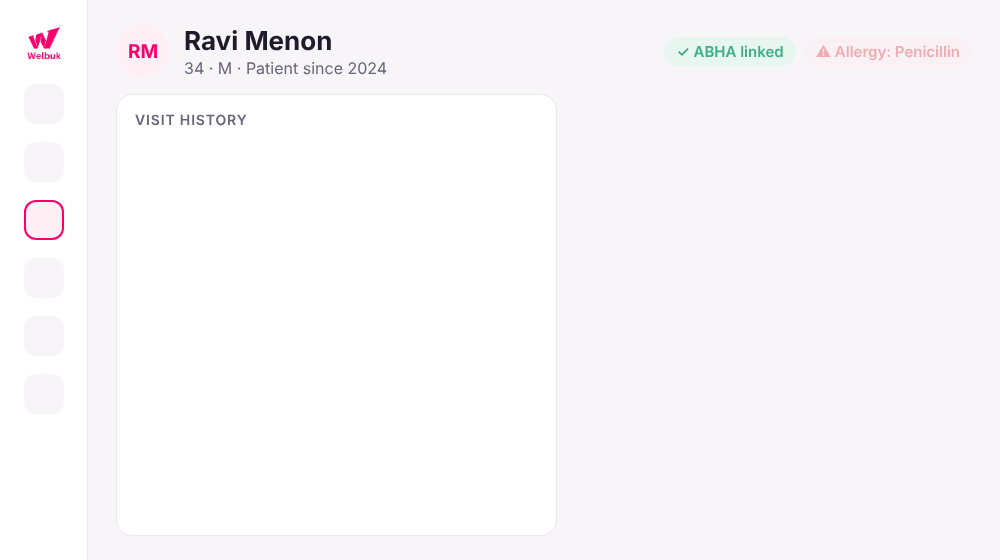 Welbuk
RM
Ravi Menon
34 · M · Patient since 2024
✓ ABHA linked
⚠ Allergy: Penicillin
VISIT HISTORY